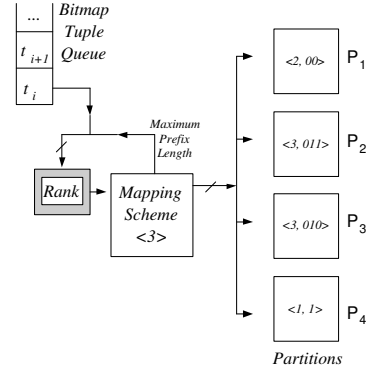 ...
Bitmap
Tuple
Queue
t i+1
t i
Maximum
Prefix
Length
Rank
Mapping
Scheme
<3>
<2, 00>
P1
<3, 011>
P2
<3, 010>
P3
<1, 1>
P4
Partitions